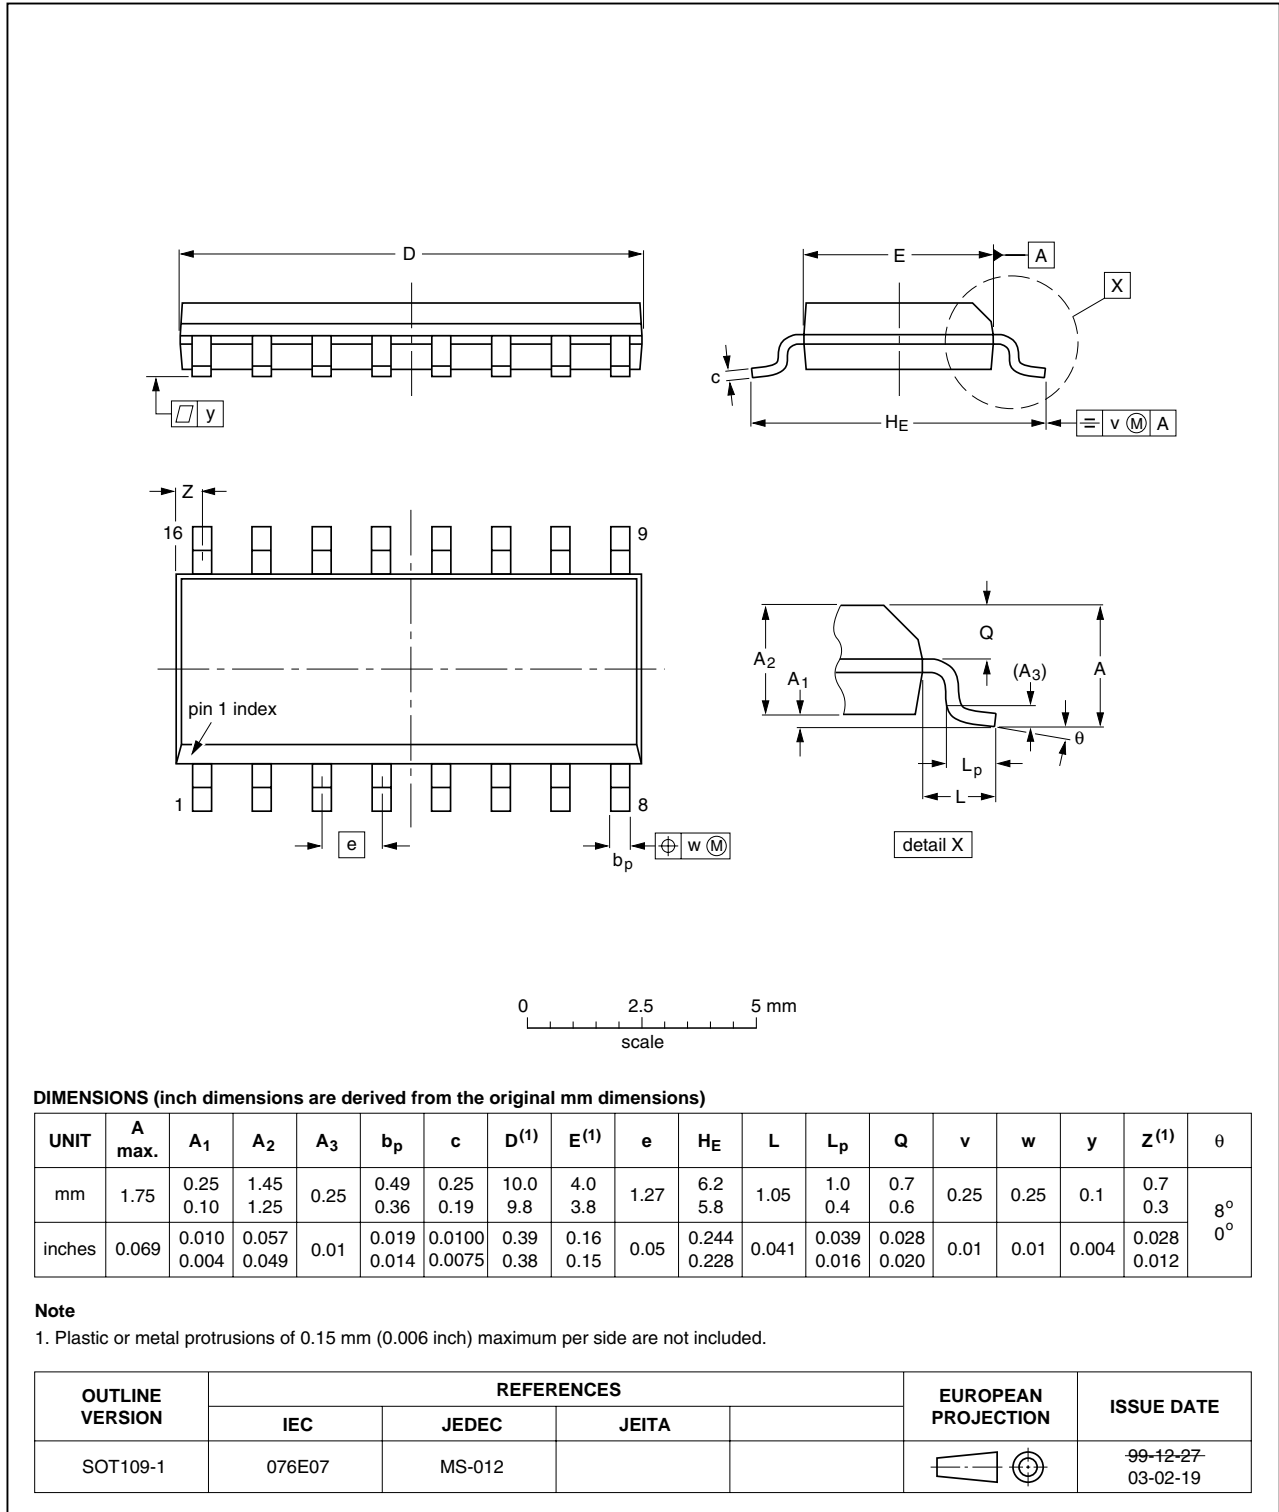 D
E
A
X
c
y
HE
v M A
Z
16
9
pin 1 index
1
8
e
bp
w M
A2
A1
Q
(A3)
A
θ
Lp
L
detail X
0 2.5 5 mm
scale
DIMENSIONS (inch dimensions are derived from the original mm dimensions)
UNIT A max. A1 A2 A3 bp c D(1) E(1) e HE L Lp Q v w y Z(1) θ
mm 1.75 0.25 0.10 1.45 1.25 0.25 0.49 0.36 0.25 0.19 10.0 9.8 4.0 3.8 1.27 6.2 5.8 1.05 1.0 0.4 0.7 0.6 0.25 0.25 0.1 0.7 0.3 8° 0°
inches 0.069 0.010 0.004 0.057 0.049 0.01 0.019 0.014 0.0100 0.0075 0.39 0.38 0.16 0.15 0.05 0.244 0.228 0.041 0.039 0.016 0.028 0.020 0.01 0.01 0.004 0.028 0.012
Note
1. Plastic or metal protrusions of 0.15 mm (0.006 inch) maximum per side are not included.
OUTLINE VERSION REFERENCES EUROPEAN PROJECTION ISSUE DATE
IEC JEDEC JEITA
SOT109-1 076E07 MS-012 99-12-27
03-02-19